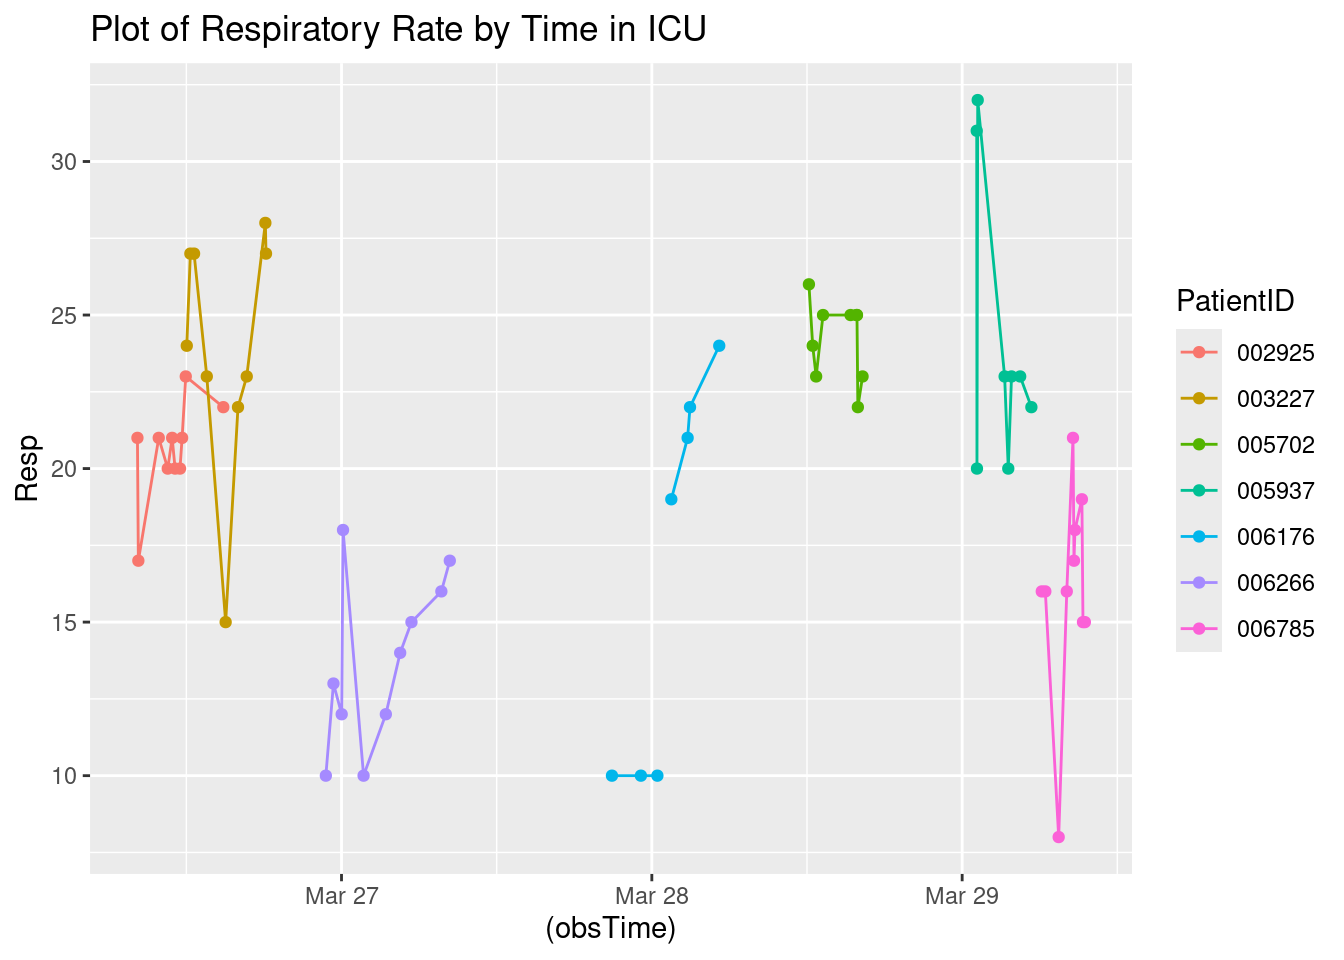 Plot of Respiratory Rate by Time in ICU
30
25
20
15
10
Resp
Mar 27
Mar 28
Mar 29
(obsTime)
PatientID
002925
003227
005702
005937
006176
006266
006785